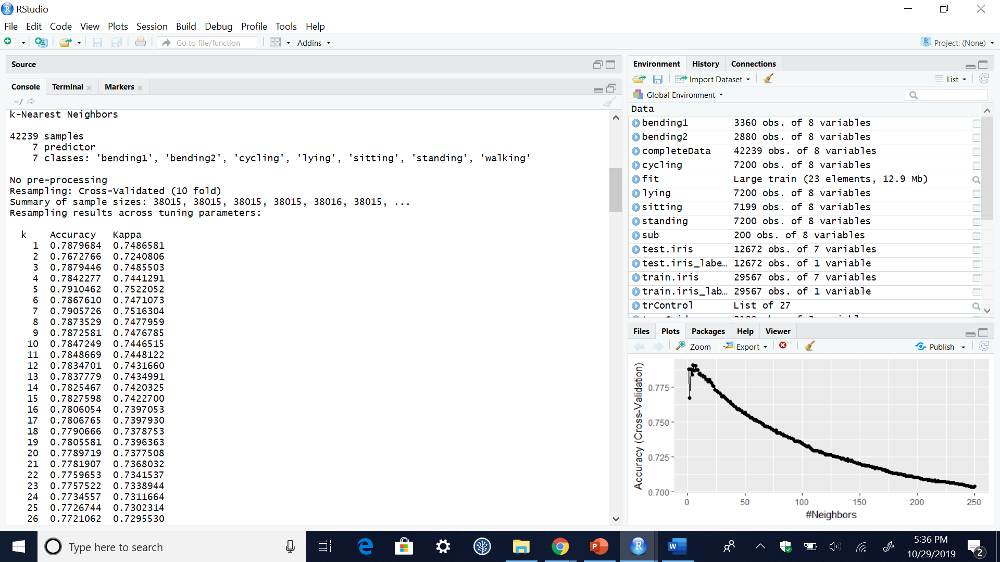 RStudio
File Edit Code View Plots Session Build Debug Profile Tools Help
Go to file/function
Addins
Project: (None)
Source
Console Terminal Markers
~/
k-Nearest Neighbors
42239 samples
7 predictor
7 classes: 'bending1', 'bending2', 'cycling', 'lying', 'sitting', 'standing', 'walking'
No pre-processing
Resampling: Cross-Validated (10 fold)
Summary of sample sizes: 38015, 38015, 38015, 38015, 38016, 38015, ...
Resampling results across tuning parameters:
k Accuracy Kappa
1 0.7879684 0.7486581
2 0.7672766 0.7240806
3 0.7879446 0.7485503
4 0.7842277 0.7441291
5 0.7910462 0.7522052
6 0.7867610 0.7471073
7 0.7905726 0.7516304
8 0.7873529 0.7477959
9 0.7872581 0.7476785
10 0.7847249 0.7446515
11 0.7848669 0.7448122
12 0.7834701 0.7431660
13 0.7837779 0.7434991
14 0.7825467 0.7420325
15 0.7827598 0.7422700
16 0.7806054 0.7397053
17 0.7806765 0.7397930
18 0.7790666 0.7378753
19 0.7805581 0.7396363
20 0.7789719 0.7377508
21 0.7781907 0.7368032
22 0.7759653 0.7341537
23 0.7757522 0.7338944
24 0.7734557 0.7311664
25 0.7726744 0.7302314
26 0.7721062 0.7295530
Environment History Connections
Import Dataset
List
Global Environment
Data
bending1 3360 obs. of 8 variables
bending2 2880 obs. of 8 variables
completeData 42239 obs. of 8 variables
cycling 7200 obs. of 8 variables
fit Large train (23 elements, 12.9 Mb)
lying 7200 obs. of 8 variables
sitting 7199 obs. of 8 variables
standing 7200 obs. of 8 variables
sub 200 obs. of 8 variables
test.iris 12672 obs. of 7 variables
test.iris_labe… 12672 obs. of 1 variable
train.iris 29567 obs. of 7 variables
train.iris_lab… 29567 obs. of 1 variable
trControl List of 27
Files Plots Packages Help Viewer
Zoom Export Publish
Accuracy (Cross-Validation)
0.775
0.750
0.725
0.700
0 50 100 150 200 250
#Neighbors
Type here to search
5:36 PM
10/29/2019
2